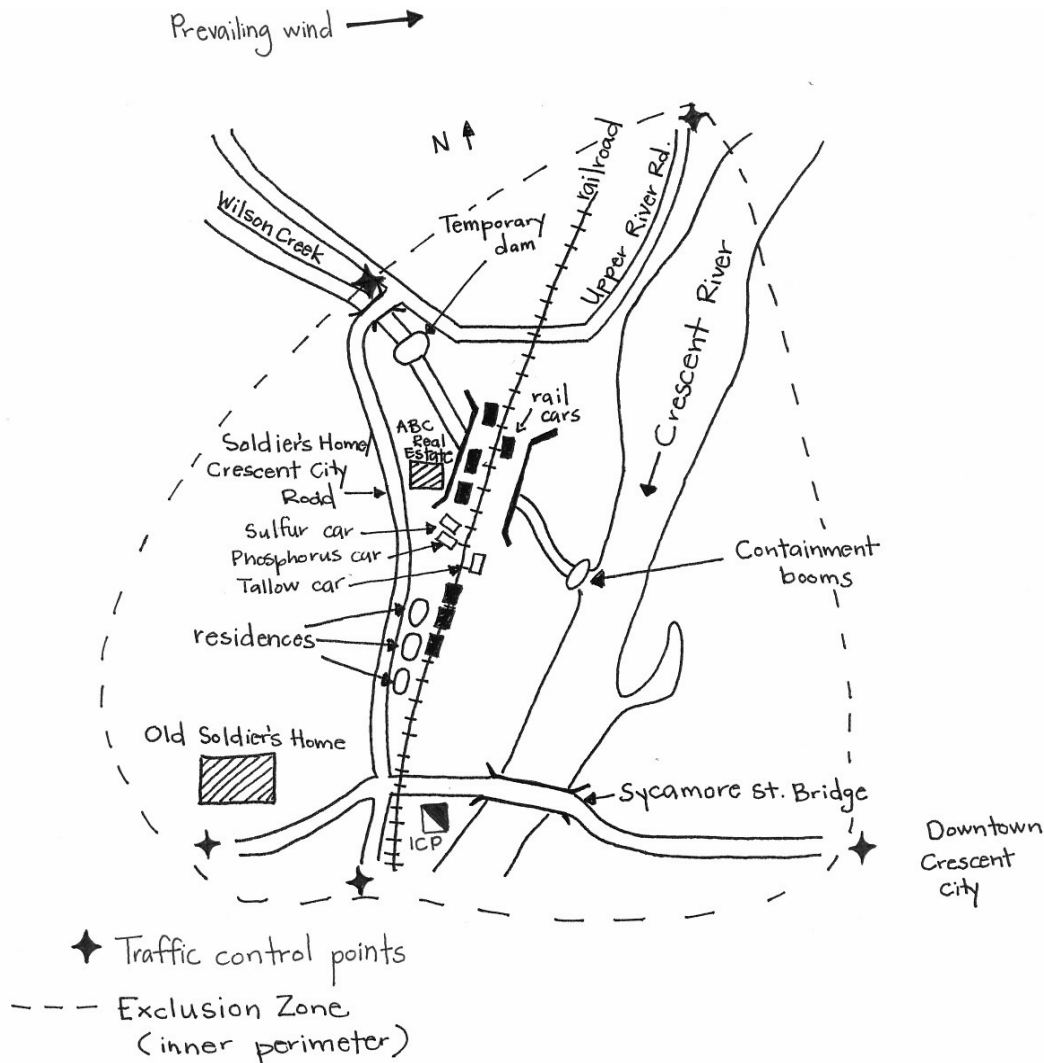 Prevailing wind
N
railroad
Upper River Rd.
Wilson Creek
Temporary
dam
Crescent River
rail
cars
ABC
Real
Estate
Soldier's Home/
Crescent City
Road
Sulfur car
Phosphorus car
Tallow car
Containment
booms
residences
Old Soldier's Home
Sycamore St. Bridge
ICP
Downtown
Crescent
City
Traffic control points
Exclusion Zone
(inner perimeter)